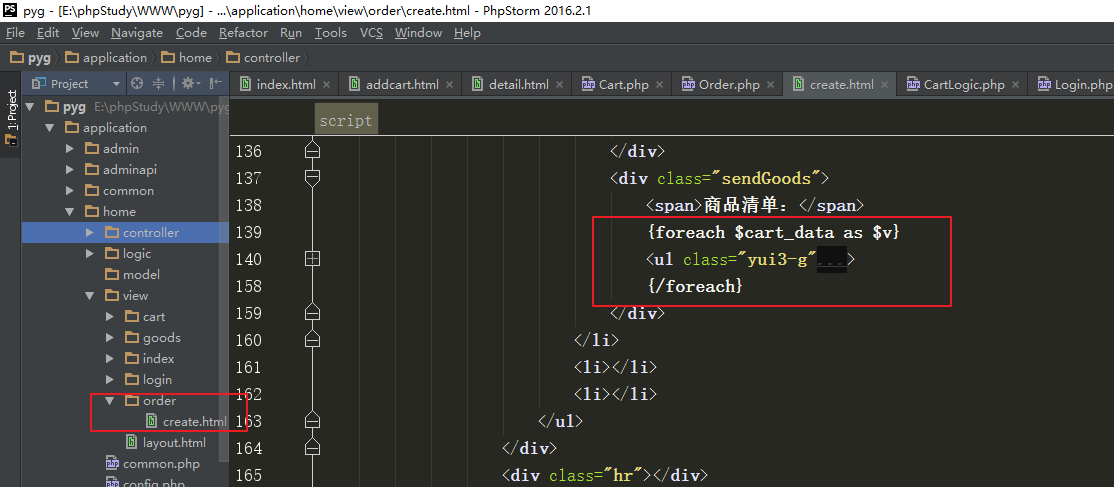 PS pyg - [E:\phpStudy\WWW\pyg] - ...\application\home\view\order\create.html - PhpStorm 2016.2.1
File Edit View Navigate Code Refactor Run Tools VCS Window Help
pyg application home controller
Project index.html addcart.html detail.html Cart.php Order.php create.html CartLogic.php Login.php
1: Project
pyg E:\phpStudy\WWW\pyg
application
admin
adminapi
common
home
controller
logic
model
view
cart
goods
index
login
order
create.html
layout.html
common.php
config.php
script
136 </div>
137 <div class="sendGoods">
138 <span>商品清单：</span>
139 {foreach $cart_data as $v}
140 <ul class="yui3-g"...>
158 {/foreach}
159 </div>
160 </li>
161 <li></li>
162 <li></li>
163 </ul>
164 </div>
165 <div class="hr"></div>